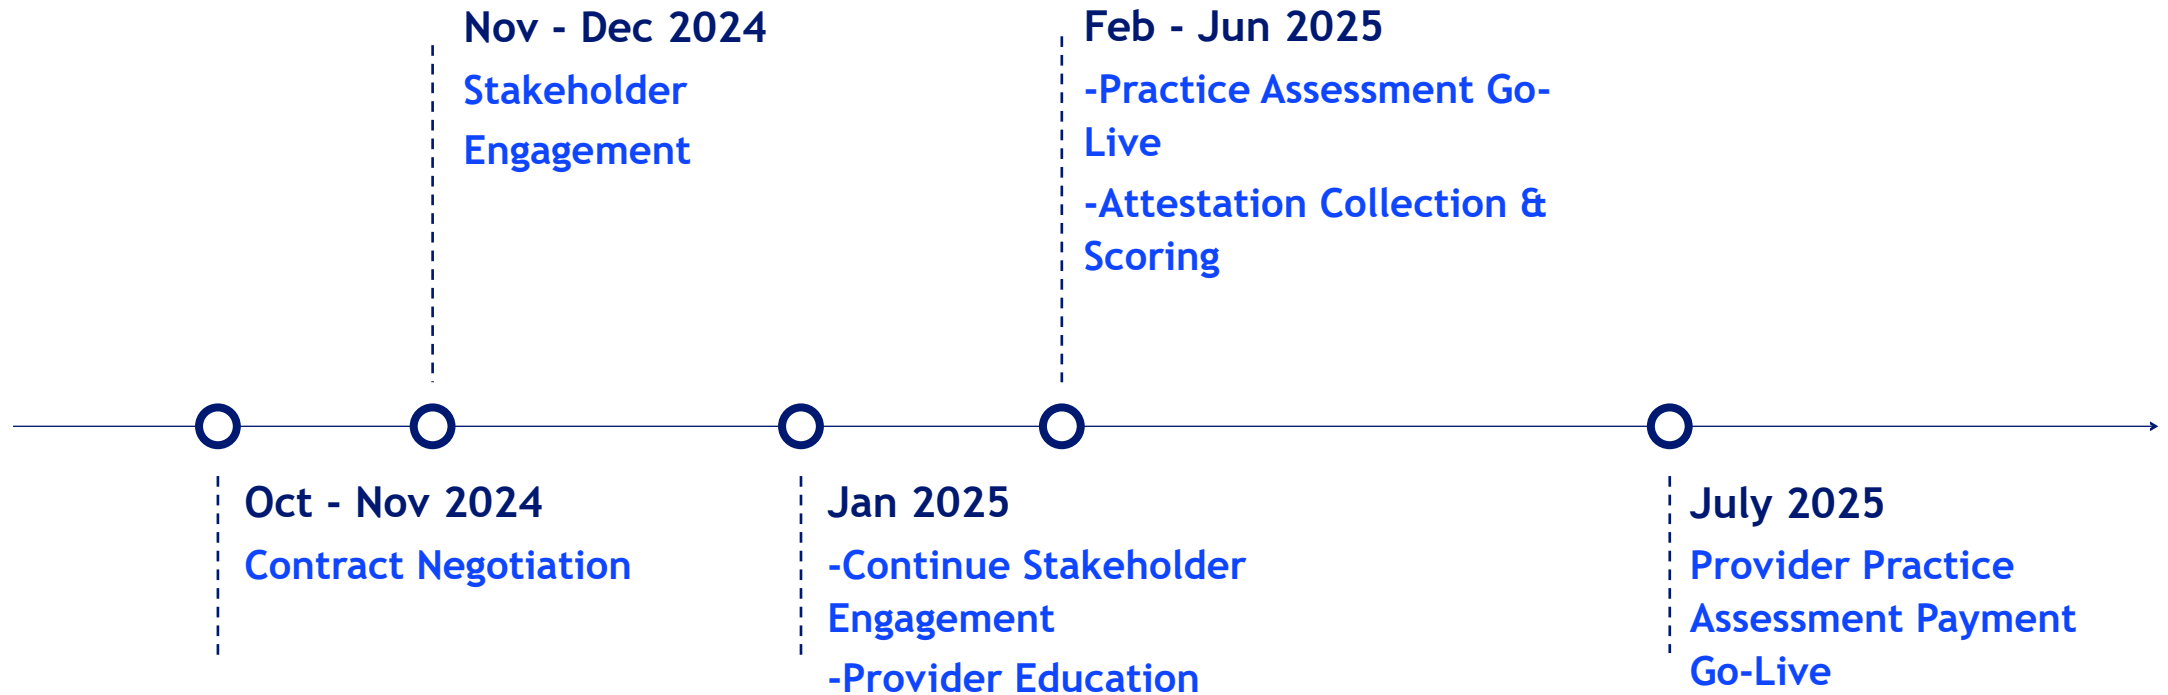 Nov - Dec 2024
Stakeholder
Engagement
Feb - Jun 2025
-Practice Assessment Go-
Live
-Attestation Collection &
Scoring
Oct - Nov 2024
Contract Negotiation
Jan 2025
-Continue Stakeholder
Engagement
-Provider Education
July 2025
Provider Practice
Assessment Payment
Go-Live